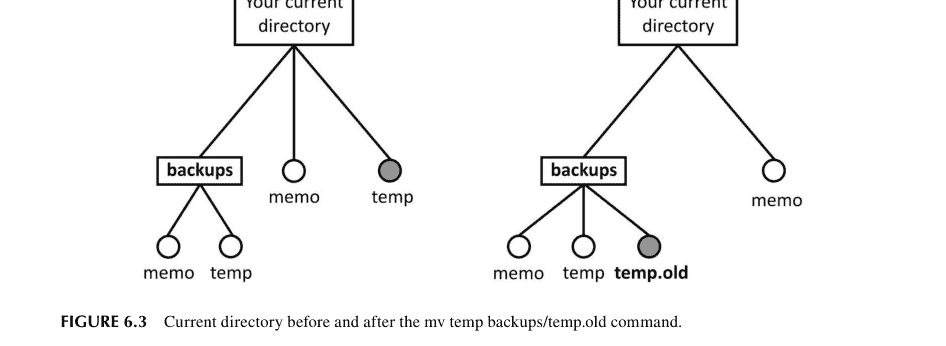 Your current
directory
Your current
directory
backups
memo
temp
memo temp
backups
memo
memo temp temp.old
FIGURE 6.3 Current directory before and after the mv temp backups/temp.old command.